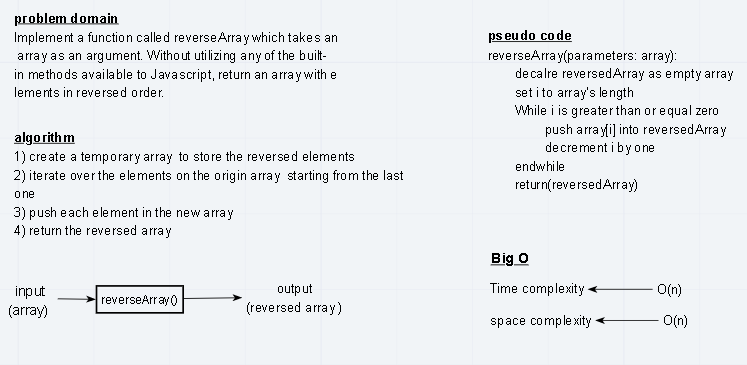 problem domain
Implement a function called reverseArray which takes an
array as an argument. Without utilizing any of the built-
in methods available to Javascript, return an array with e
lements in reversed order.
algorithm
1) create a temporary array to store the reversed elements
2) iterate over the elements on the origin array starting from the last
one
3) push each element in the new array
4) return the reversed array
input
(array)
reverseArray()
output
(reversed array)
pseudo code
reverseArray(parameters: array):
decalre reversedArray as empty array
set i to array's length
While i is greater than or equal zero
push array[i] into reversedArray
decrement i by one
endwhile
return(reversedArray)
Big O
Time complexity O(n)
space complexity O(n)